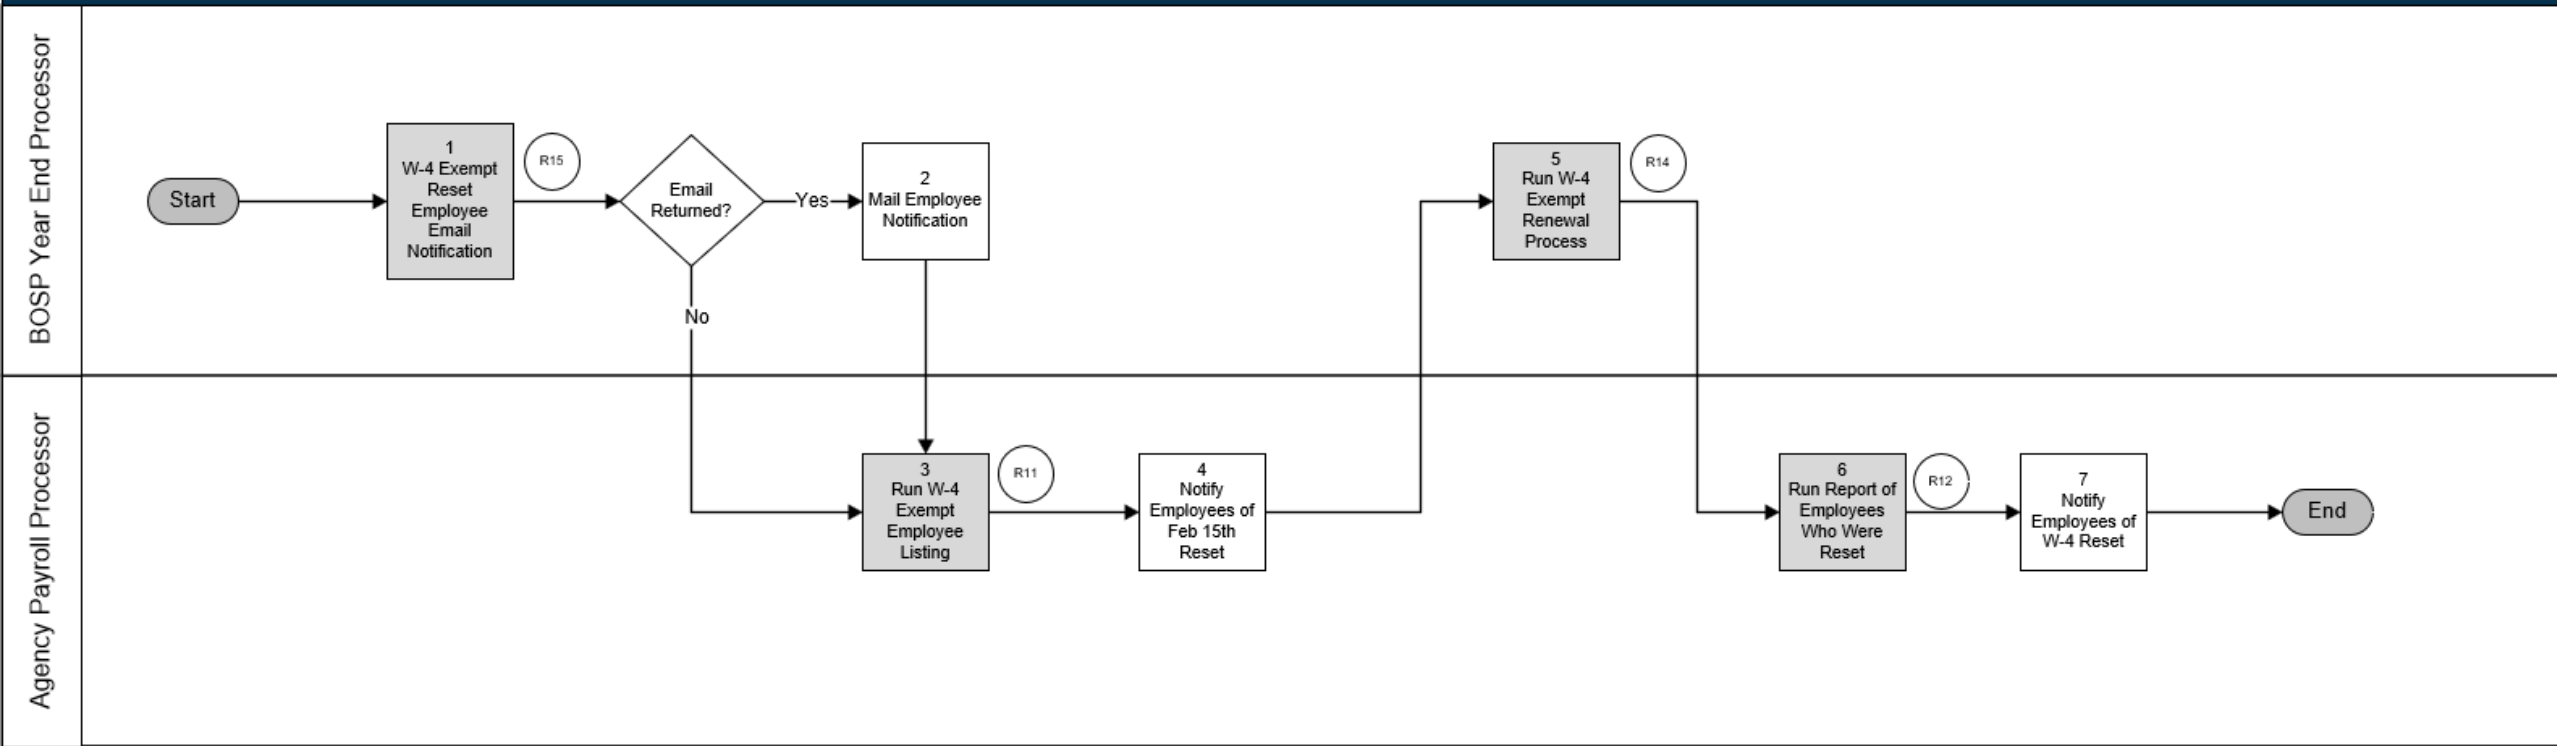 BOSP Year End Processor
Start
1
W-4 Exempt
Reset
Employee
Email
Notification
R15
Email
Returned?
Yes
No
2
Mail Employee
Notification
5
Run W-4
Exempt
Renewal
Process
R14
Agency Payroll Processor
3
Run W-4
Exempt
Employee
Listing
R11
4
Notify
Employees of
Feb 15th
Reset
6
Run Report of
Employees
Who Were
Reset
R12
7
Notify
Employees of
W-4 Reset
End